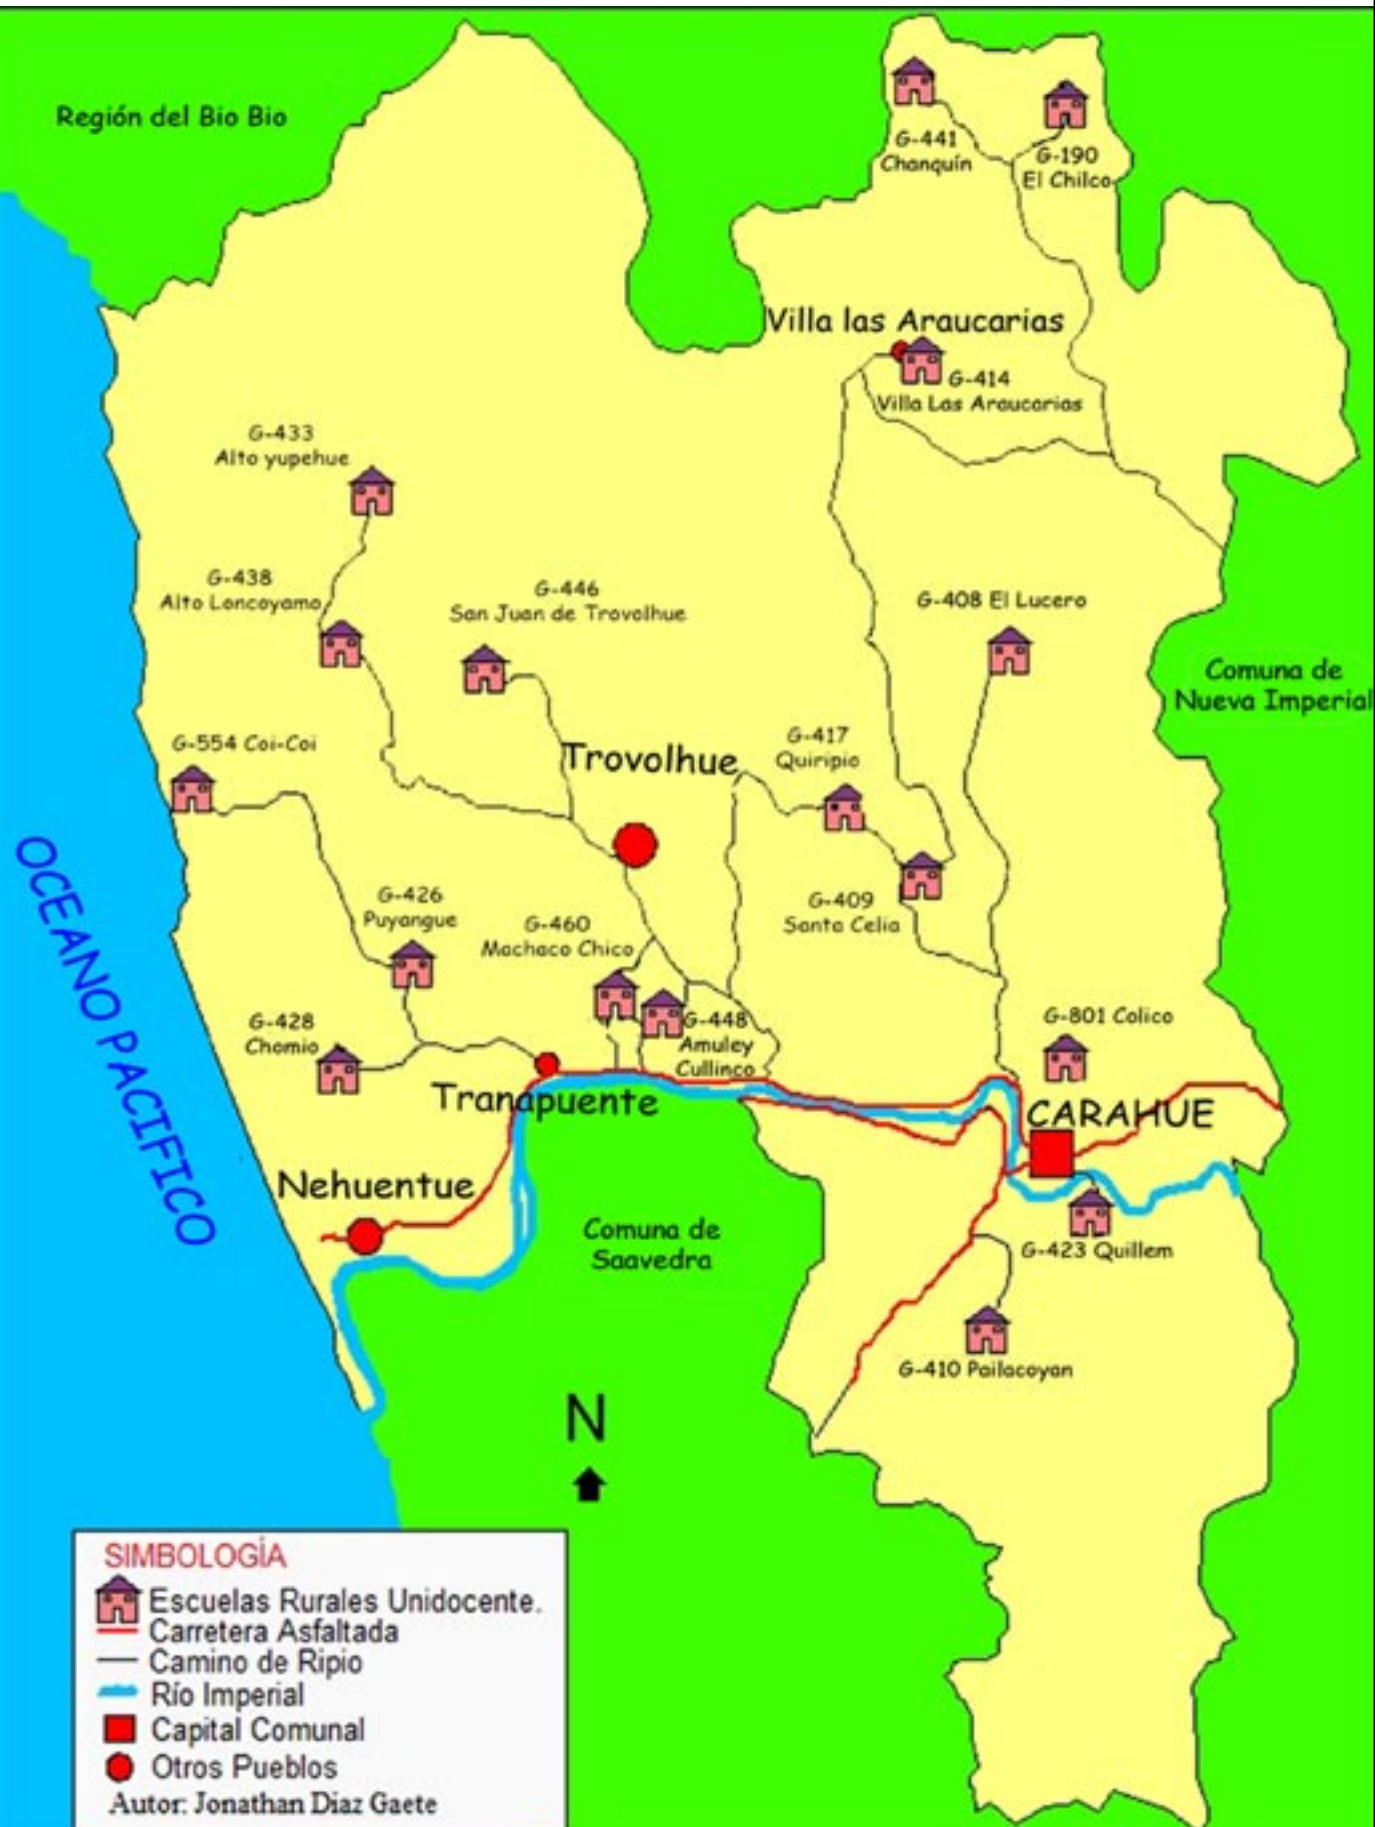 Región del Bio Bio
G-441
Chanquín
G-190
El Chilco
Villa las Araucarias
G-414
Villa Las Araucarias
G-433
Alto yupehue
G-438
Alto Loncoyamo
G-446
San Juan de Trovolhue
G-408 El Lucero
Comuna de
Nueva Imperial
G-554 Coi-Coi
Trovolhue
G-417
Quiripio
G-426
Puyangue
G-460
Machaco Chico
G-409
Santa Celia
OCEANO PACIFICO
G-428
Chomio
G-448
Amuley
Cullinco
G-801 Colico
Tranapuente
CARAHUE
Nehuentue
Comuna de
Saavedra
G-423 Quillem
G-410 Pailacoyan
N
SIMBOLOGÍA
Escuelas Rurales Unidocente.
Carretera Asfaltada
Camino de Ripio
Río Imperial
Capital Comunal
Otros Pueblos
Autor: Jonathan Diaz Gaete